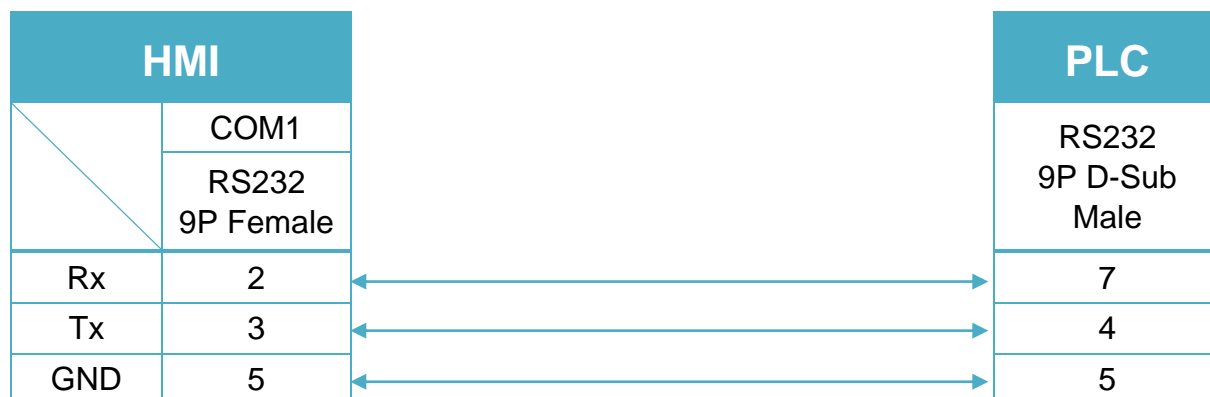 HMI
PLC
COM1
RS232
9P Female
RS232
9P D-Sub
Male
Rx 2 7
Tx 3 4
GND 5 5